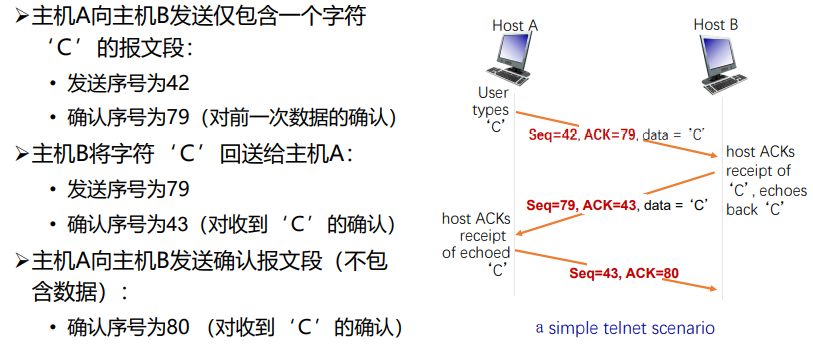 ➢主机A向主机B发送仅包含一个字符
‘C’的报文段：
• 发送序号为42
• 确认序号为79（对前一次数据的确认）
➢主机B将字符‘C’回送给主机A：
• 发送序号为79
• 确认序号为43（对收到‘C’的确认）
➢主机A向主机B发送确认报文段（不包
含数据）：
• 确认序号为80 （对收到‘C’的确认）
Host A
Host B
User
types
‘C’
Seq=42, ACK=79, data = ‘C’
host ACKs
receipt of
‘C’, echoes
back ‘C’
Seq=79, ACK=43, data = ‘C’
host ACKs
receipt
of echoed
‘C’
Seq=43, ACK=80
a simple telnet scenario